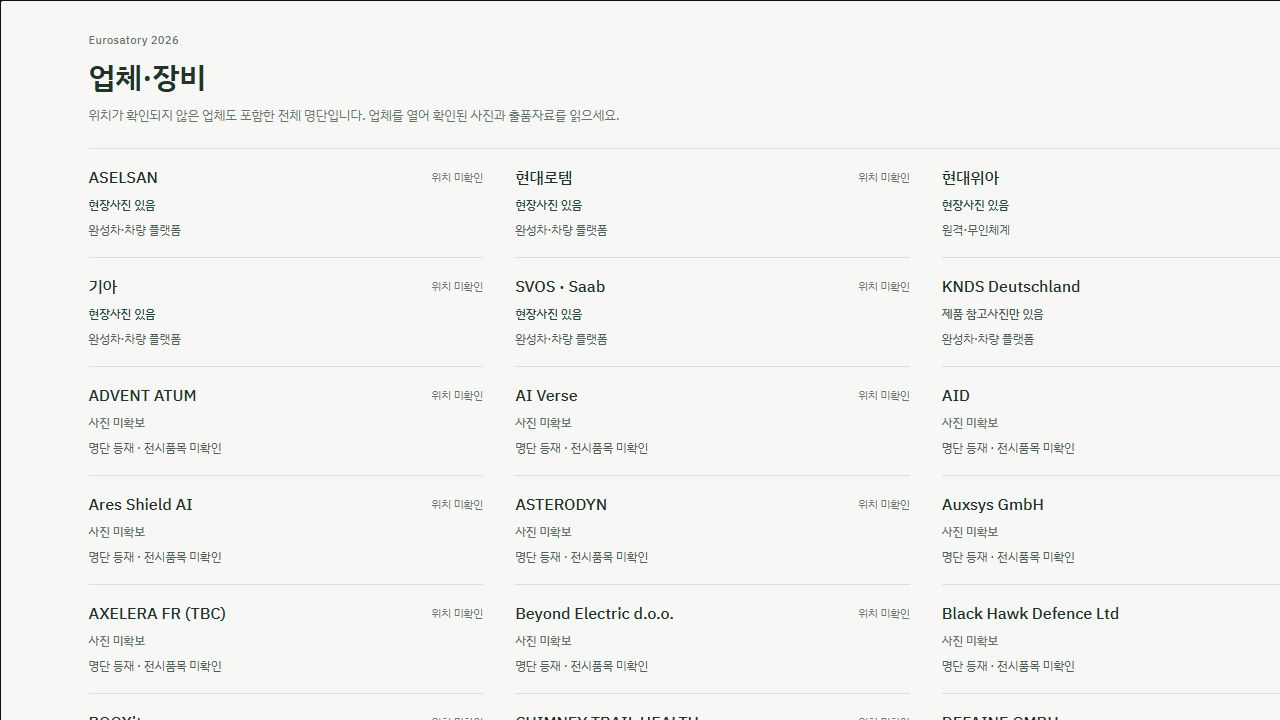 Eurosatory 2026
업체·장비
위치가 확인되지 않은 업체도 포함한 전체 명단입니다. 업체를 열어 확인된 사진과 출품자료를 읽으세요.
ASELSAN 위치 미확인
현장사진 있음
완성차·차량 플랫폼
현대로템 위치 미확인
현장사진 있음
완성차·차량 플랫폼
현대위아
현장사진 있음
원격·무인체계
기아 위치 미확인
현장사진 있음
완성차·차량 플랫폼
SVOS · Saab 위치 미확인
현장사진 있음
완성차·차량 플랫폼
KNDS Deutschland
제품 참고사진만 있음
완성차·차량 플랫폼
ADVENT ATUM 위치 미확인
사진 미확보
명단 등재 · 전시품목 미확인
AI Verse 위치 미확인
사진 미확보
명단 등재 · 전시품목 미확인
AID
사진 미확보
명단 등재 · 전시품목 미확인
Ares Shield AI 위치 미확인
사진 미확보
명단 등재 · 전시품목 미확인
ASTERODYN 위치 미확인
사진 미확보
명단 등재 · 전시품목 미확인
Auxsys GmbH
사진 미확보
명단 등재 · 전시품목 미확인
AXELERA FR (TBC) 위치 미확인
사진 미확보
명단 등재 · 전시품목 미확인
Beyond Electric d.o.o. 위치 미확인
사진 미확보
명단 등재 · 전시품목 미확인
Black Hawk Defence Ltd
사진 미확보
명단 등재 · 전시품목 미확인